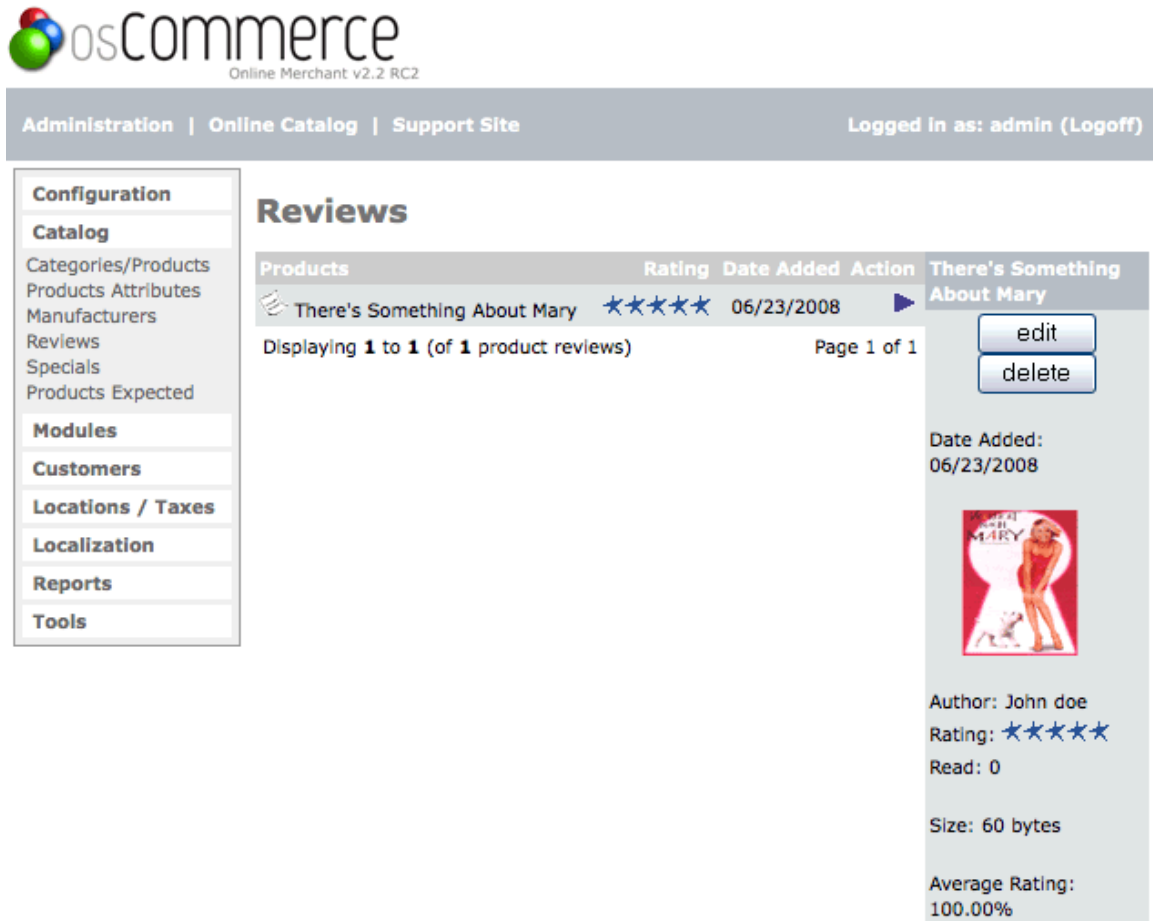 osCommerce
Online Merchant v2.2 RC2
Administration | Online Catalog | Support Site
Logged in as: admin (Logoff)
Configuration
Catalog
Categories/Products
Products Attributes
Manufacturers
Reviews
Specials
Products Expected
Modules
Customers
Locations / Taxes
Localization
Reports
Tools
Reviews
Products Rating Date Added Action
There's Something About Mary 06/23/2008
Displaying 1 to 1 (of 1 product reviews) Page 1 of 1
There's Something
About Mary
edit
delete
Date Added:
06/23/2008
MARY
Author: John doe
Rating:
Read: 0
Size: 60 bytes
Average Rating:
100.00%